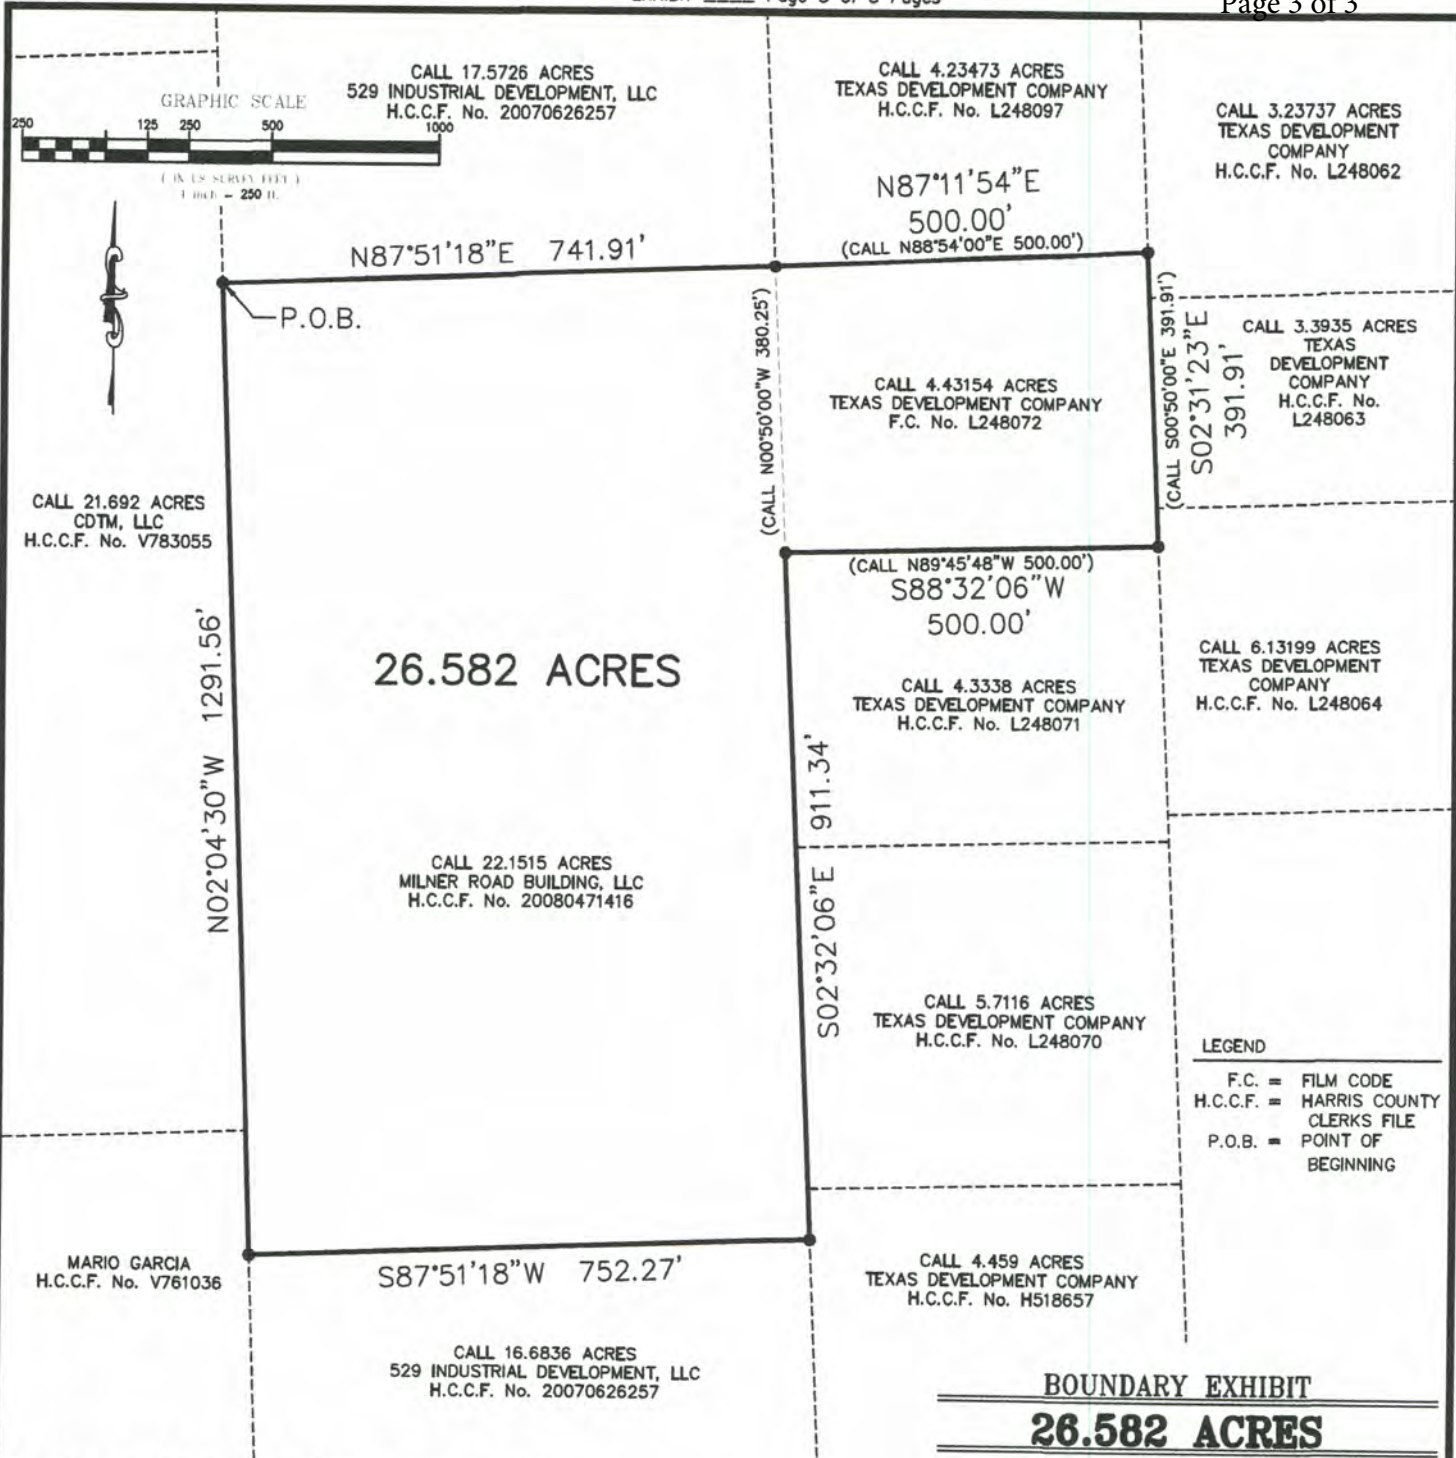 Page 3 of 3
CALL 17.5726 ACRES
529 INDUSTRIAL DEVELOPMENT, LLC
H.C.C.F. No. 20070626257
CALL 4.23473 ACRES
TEXAS DEVELOPMENT COMPANY
H.C.C.F. No. L248097
CALL 3.23737 ACRES
TEXAS DEVELOPMENT
COMPANY
H.C.C.F. No. L248062
GRAPHIC SCALE
250 125 250 500 1000
( IN US SURVEY FEET )
1 inch = 250 ft.
N87°11'54"E
500.00'
(CALL N88°54'00"E 500.00')
N87°51'18"E 741.91'
P.O.B.
(CALL N00°50'00"W 380.25')
(CALL S00°50'00"E 391.91')
S02°31'23"E
391.91'
CALL 3.3935 ACRES
TEXAS
DEVELOPMENT
COMPANY
H.C.C.F. No.
L248063
CALL 4.43154 ACRES
TEXAS DEVELOPMENT COMPANY
F.C. No. L248072
CALL 21.692 ACRES
CDTM, LLC
H.C.C.F. No. V783055
(CALL N89°45'48"W 500.00')
S88°32'06"W
500.00'
N02°04'30"W 1291.56'
26.582 ACRES
CALL 4.3338 ACRES
TEXAS DEVELOPMENT COMPANY
H.C.C.F. No. L248071
CALL 6.13199 ACRES
TEXAS DEVELOPMENT
COMPANY
H.C.C.F. No. L248064
S02°32'06"E 911.34'
CALL 22.1515 ACRES
MILNER ROAD BUILDING, LLC
H.C.C.F. No. 20080471416
CALL 5.7116 ACRES
TEXAS DEVELOPMENT COMPANY
H.C.C.F. No. L248070
LEGEND
F.C. = FILM CODE
H.C.C.F. = HARRIS COUNTY
CLERKS FILE
P.O.B. = POINT OF
BEGINNING
MARIO GARCIA
H.C.C.F. No. V761036
S87°51'18"W 752.27'
CALL 4.459 ACRES
TEXAS DEVELOPMENT COMPANY
H.C.C.F. No. H518657
CALL 16.6836 ACRES
529 INDUSTRIAL DEVELOPMENT, LLC
H.C.C.F. No. 20070626257
BOUNDARY EXHIBIT
26.582 ACRES